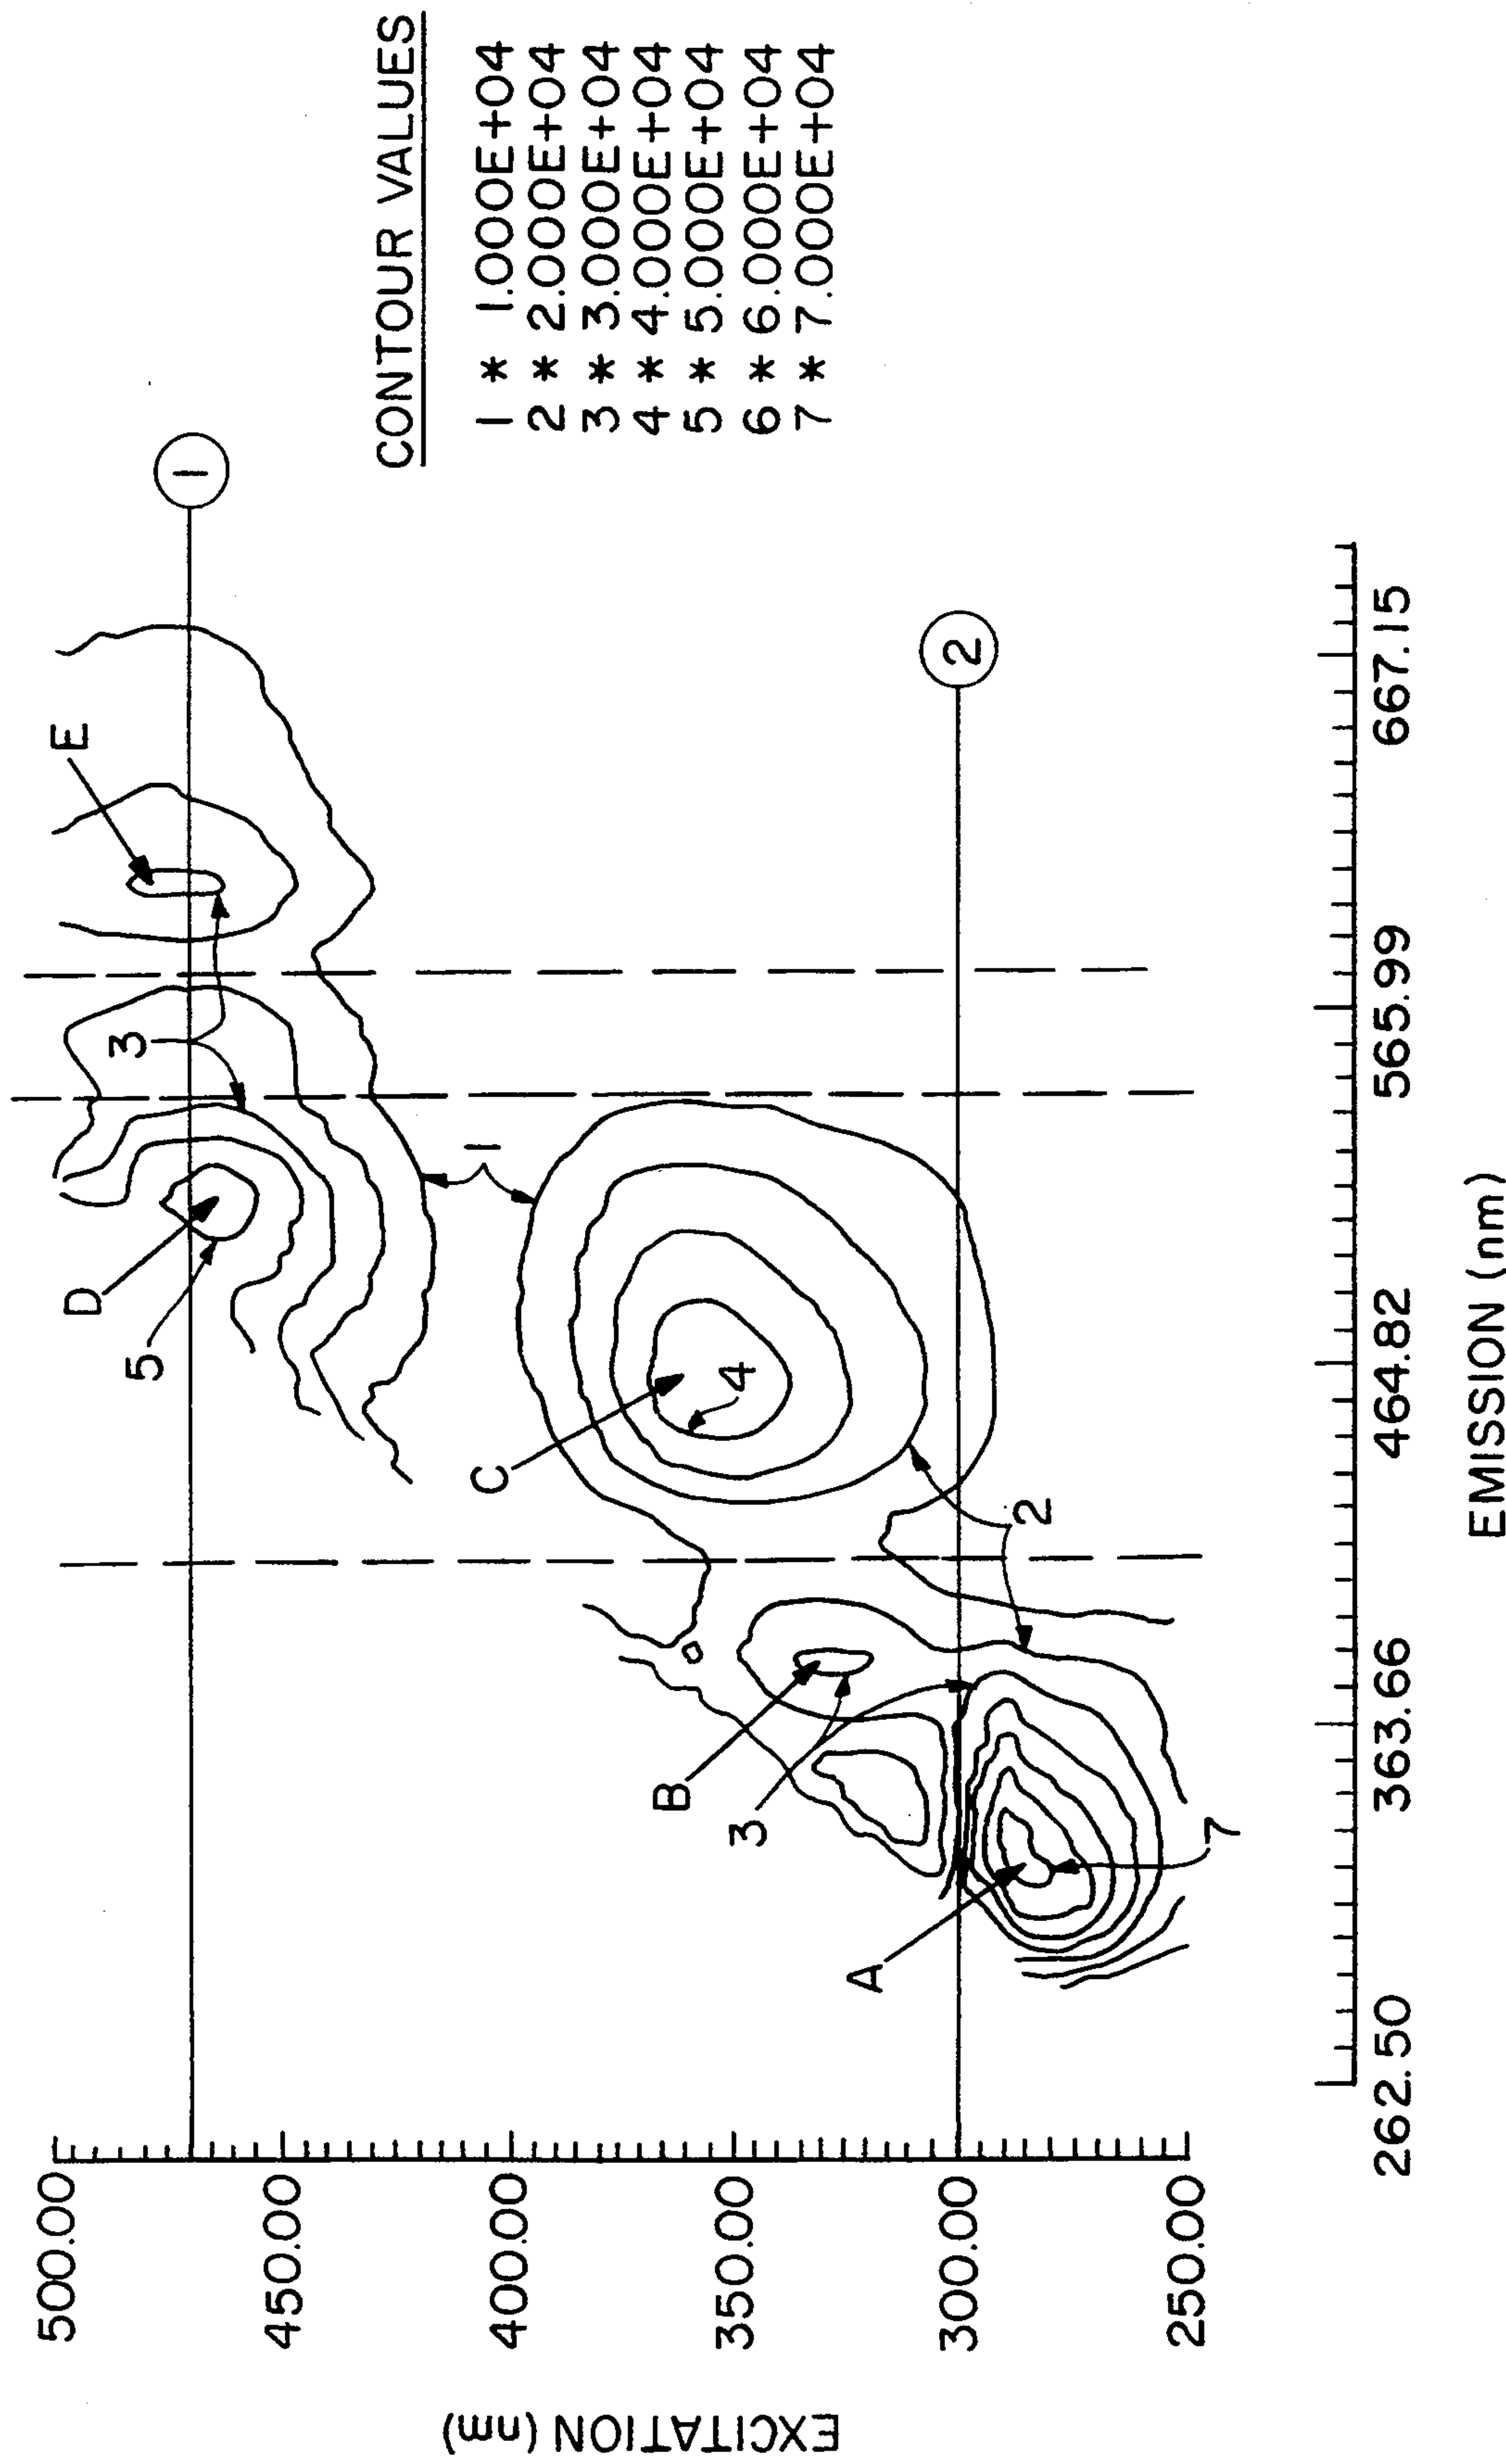 CONTOUR VALUES
1 * 1.000E+04
2 * 2.000E+04
3 * 3.000E+04
4 * 4.000E+04
5 * 5.000E+04
6 * 6.000E+04
7 * 7.000E+04
1
E
3
D
5
1
C
4
2
2
B
3
A
7
EXCITATION (nm)
500.00
450.00
400.00
350.00
300.00
250.00
262.50
363.66
464.82
565.99
667.15
EMISSION (nm)